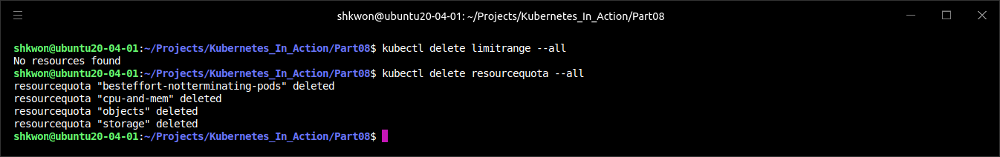 shkwon@ubuntu20-04-01: ~/Projects/Kubernetes_In_Action/Part08
shkwon@ubuntu20-04-01:~/Projects/Kubernetes_In_Action/Part08$ kubectl delete limitrange --all
No resources found
shkwon@ubuntu20-04-01:~/Projects/Kubernetes_In_Action/Part08$ kubectl delete resourcequota --all
resourcequota "besteffort-notterminating-pods" deleted
resourcequota "cpu-and-mem" deleted
resourcequota "objects" deleted
resourcequota "storage" deleted
shkwon@ubuntu20-04-01:~/Projects/Kubernetes_In_Action/Part08$